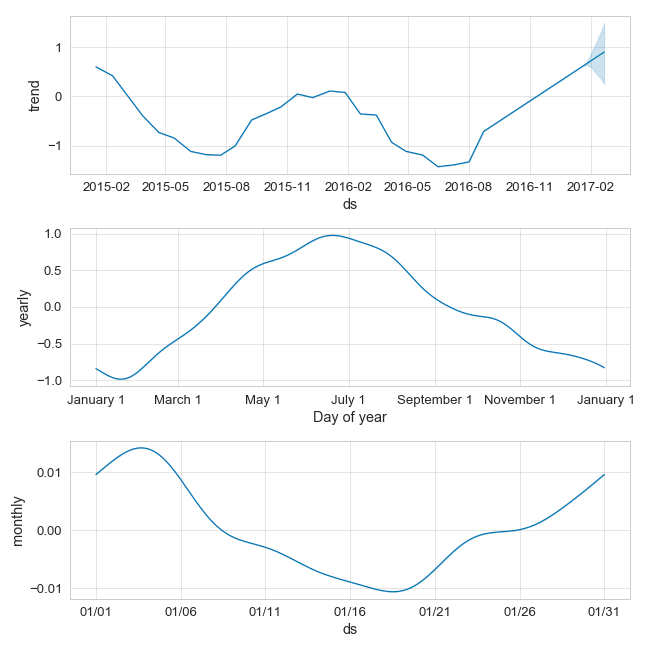 1
0
−1
trend
2015-02 2015-05 2015-08 2015-11 2016-02 2016-05 2016-08 2016-11 2017-02
ds
1.0
0.5
0.0
−0.5
−1.0
yearly
January 1 March 1 May 1 July 1 September 1 November 1 January 1
Day of year
0.01
0.00
−0.01
monthly
01/01 01/06 01/11 01/16 01/21 01/26 01/31
ds